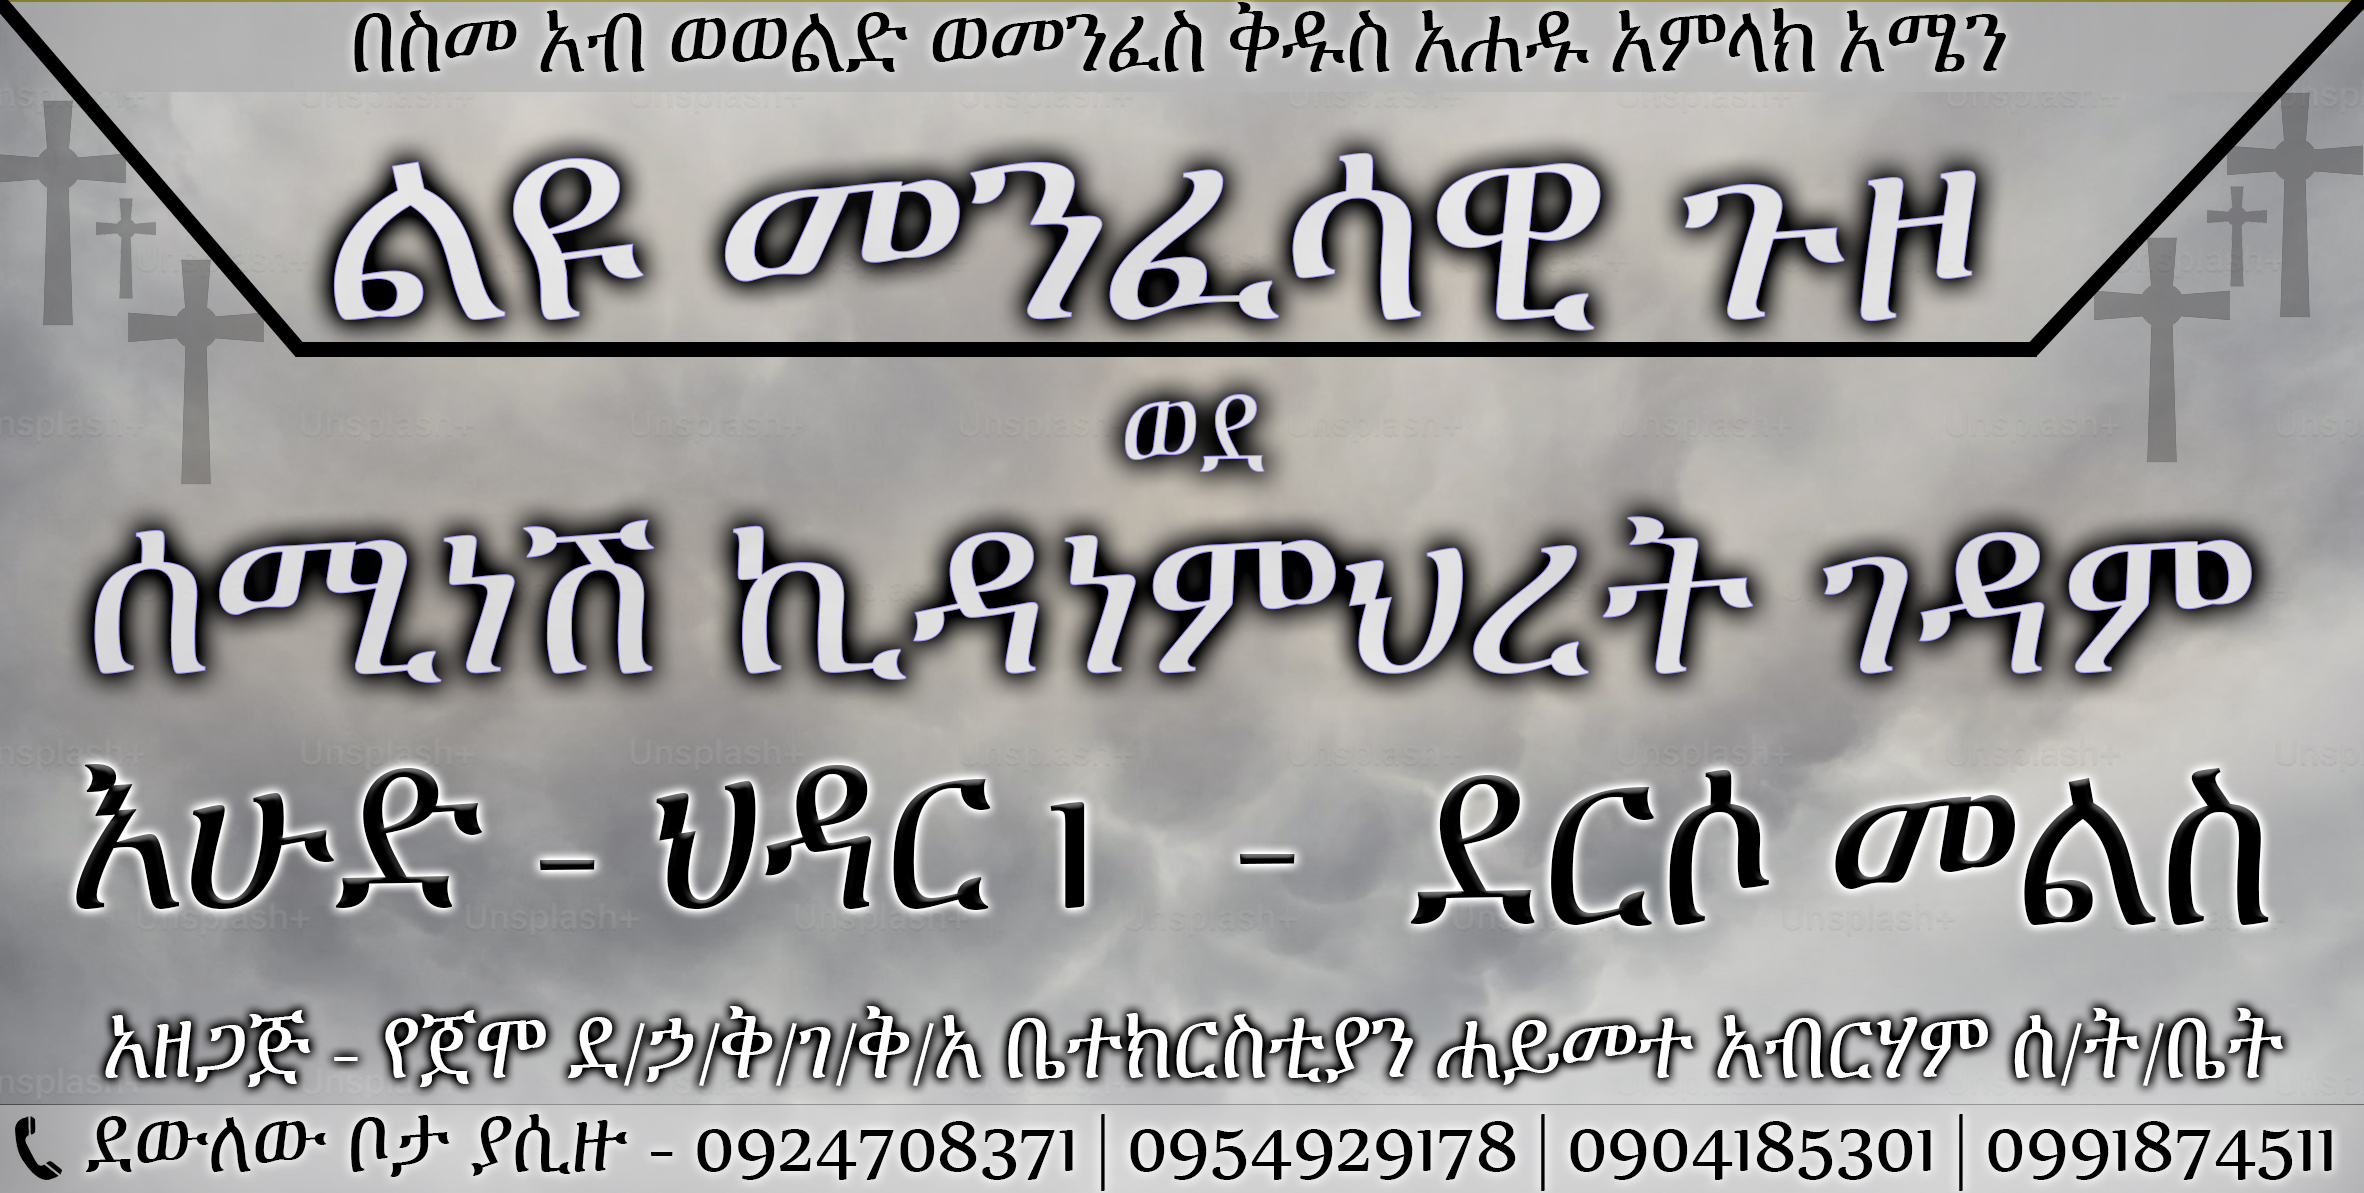 በስመ አብ ወወልድ ወመንፈስ ቅዱስ አሐዱ አምላክ አሜን
ልዩ መንፈሳዊ ጉዞ
ወደ
ሰሚነሽ ኪዳነምህረት ገዳም
እሁድ - ህዳር 1 - ደርሶ መልስ
አዘጋጅ - የጀሞ ደ/ኃ/ቅ/ገ/ቅ/አ ቤተክርስቲያን ሐይመተ አብርሃም ሰ/ት/ቤት
ደውለው ቦታ ያሲዙ - 0924708371 | 0954929178 | 0904185301 | 0991874511